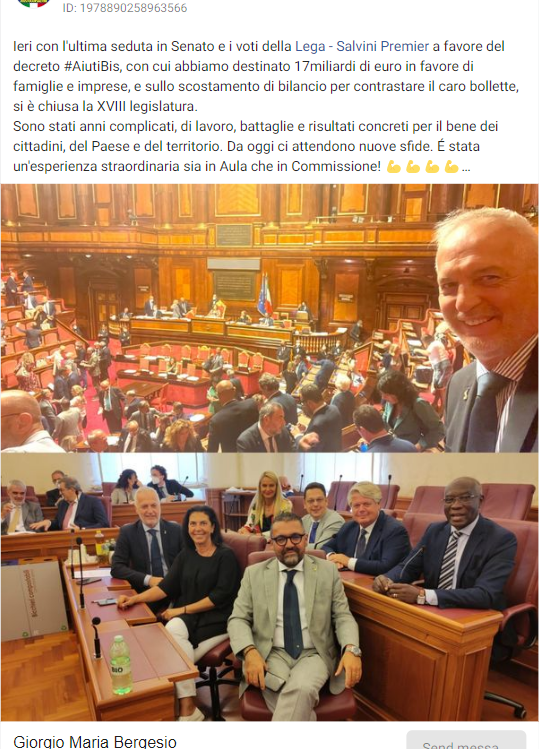 ID: 1978890258963566
Ieri con l'ultima seduta in Senato e i voti della Lega - Salvini Premier a favore del
decreto #AiutiBis, con cui abbiamo destinato 17miliardi di euro in favore di
famiglie e imprese, e sullo scostamento di bilancio per contrastare il caro bollette,
si è chiusa la XVIII legislatura.
Sono stati anni complicati, di lavoro, battaglie e risultati concreti per il bene dei
cittadini, del Paese e del territorio. Da oggi ci attendono nuove sfide. É stata
un'esperienza straordinaria sia in Aula che in Commissione! 💪💪💪💪...
Giorgio Maria Bergesio
Send messa